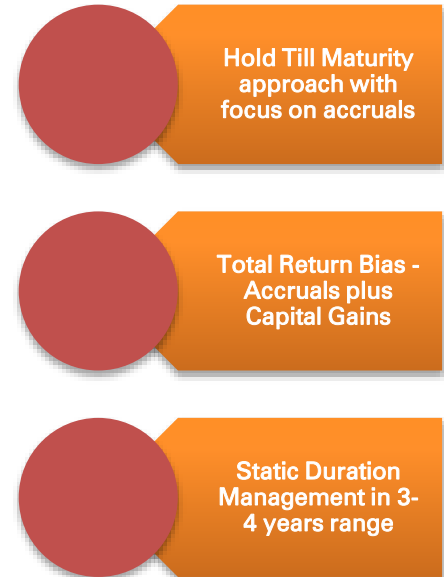 Hold Till Maturity
approach with
focus on accruals
Total Return Bias -
Accruals plus
Capital Gains
Static Duration
Management in 3-
4 years range